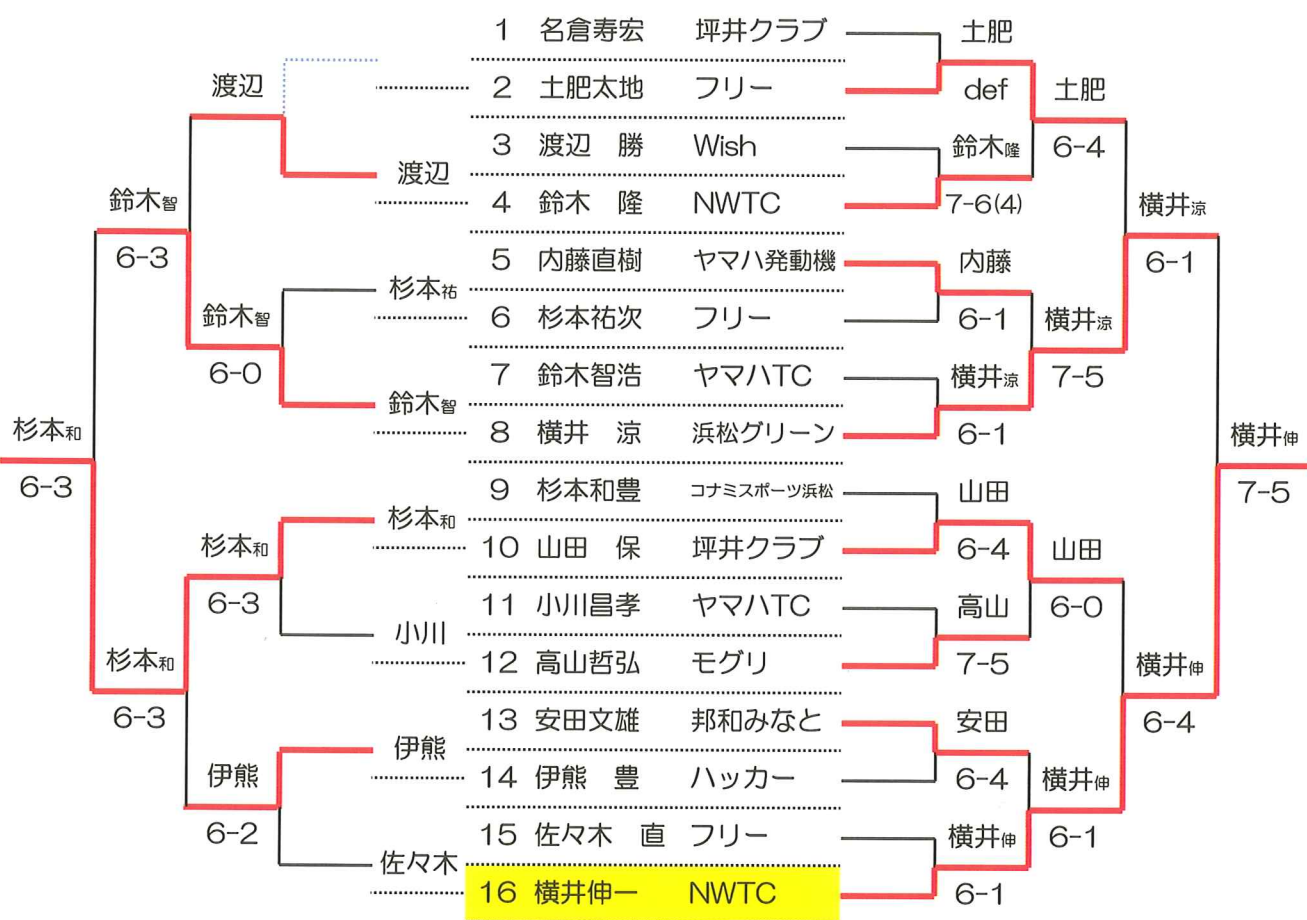 1 名倉寿宏 坪井クラブ 土肥
渡辺 2 土肥太地 フリー def 土肥
3 渡辺 勝 Wish 鈴木隆 6-4
渡辺
鈴木智 4 鈴木 隆 NWTC 7-6(4) 横井涼
6-3 5 内藤直樹 ヤマハ発動機 内藤 6-1
杉本祐
鈴木智 6 杉本祐次 フリー 6-1 横井涼
6-0 7 鈴木智浩 ヤマハTC 横井涼 7-5
鈴木智
杉本和 8 横井 涼 浜松グリーン 6-1 横井伸
6-3 9 杉本和豊 コナミスポーツ浜松 山田 7-5
杉本和
杉本和 10 山田 保 坪井クラブ 6-4 山田
6-3 11 小川昌孝 ヤマハTC 高山 6-0
小川
杉本和 12 高山哲弘 モグリ 7-5 横井伸
6-3 13 安田文雄 邦和みなと 安田 6-4
伊熊
伊熊 14 伊熊 豊 ハッカー 6-4 横井伸
6-2 15 佐々木 直 フリー 横井伸 6-1
佐々木
16 横井伸一 NWTC 6-1